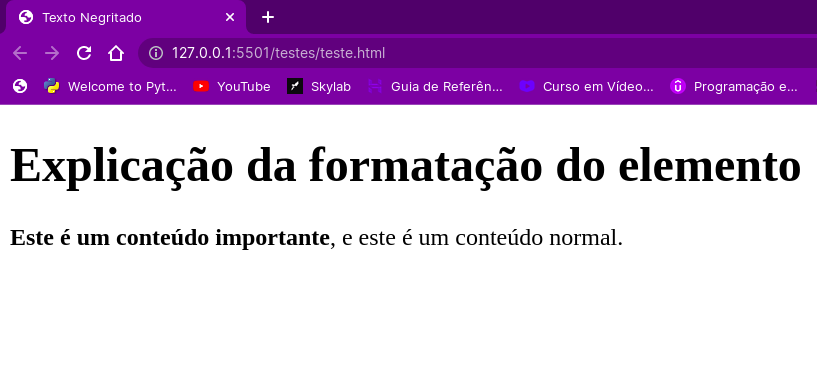 Texto Negritado
127.0.0.1:5501/testes/teste.html
Welcome to Pyt... YouTube Skylab Guia de Referên... Curso em Vídeo... Programação e...
Explicação da formatação do elemento
Este é um conteúdo importante, e este é um conteúdo normal.